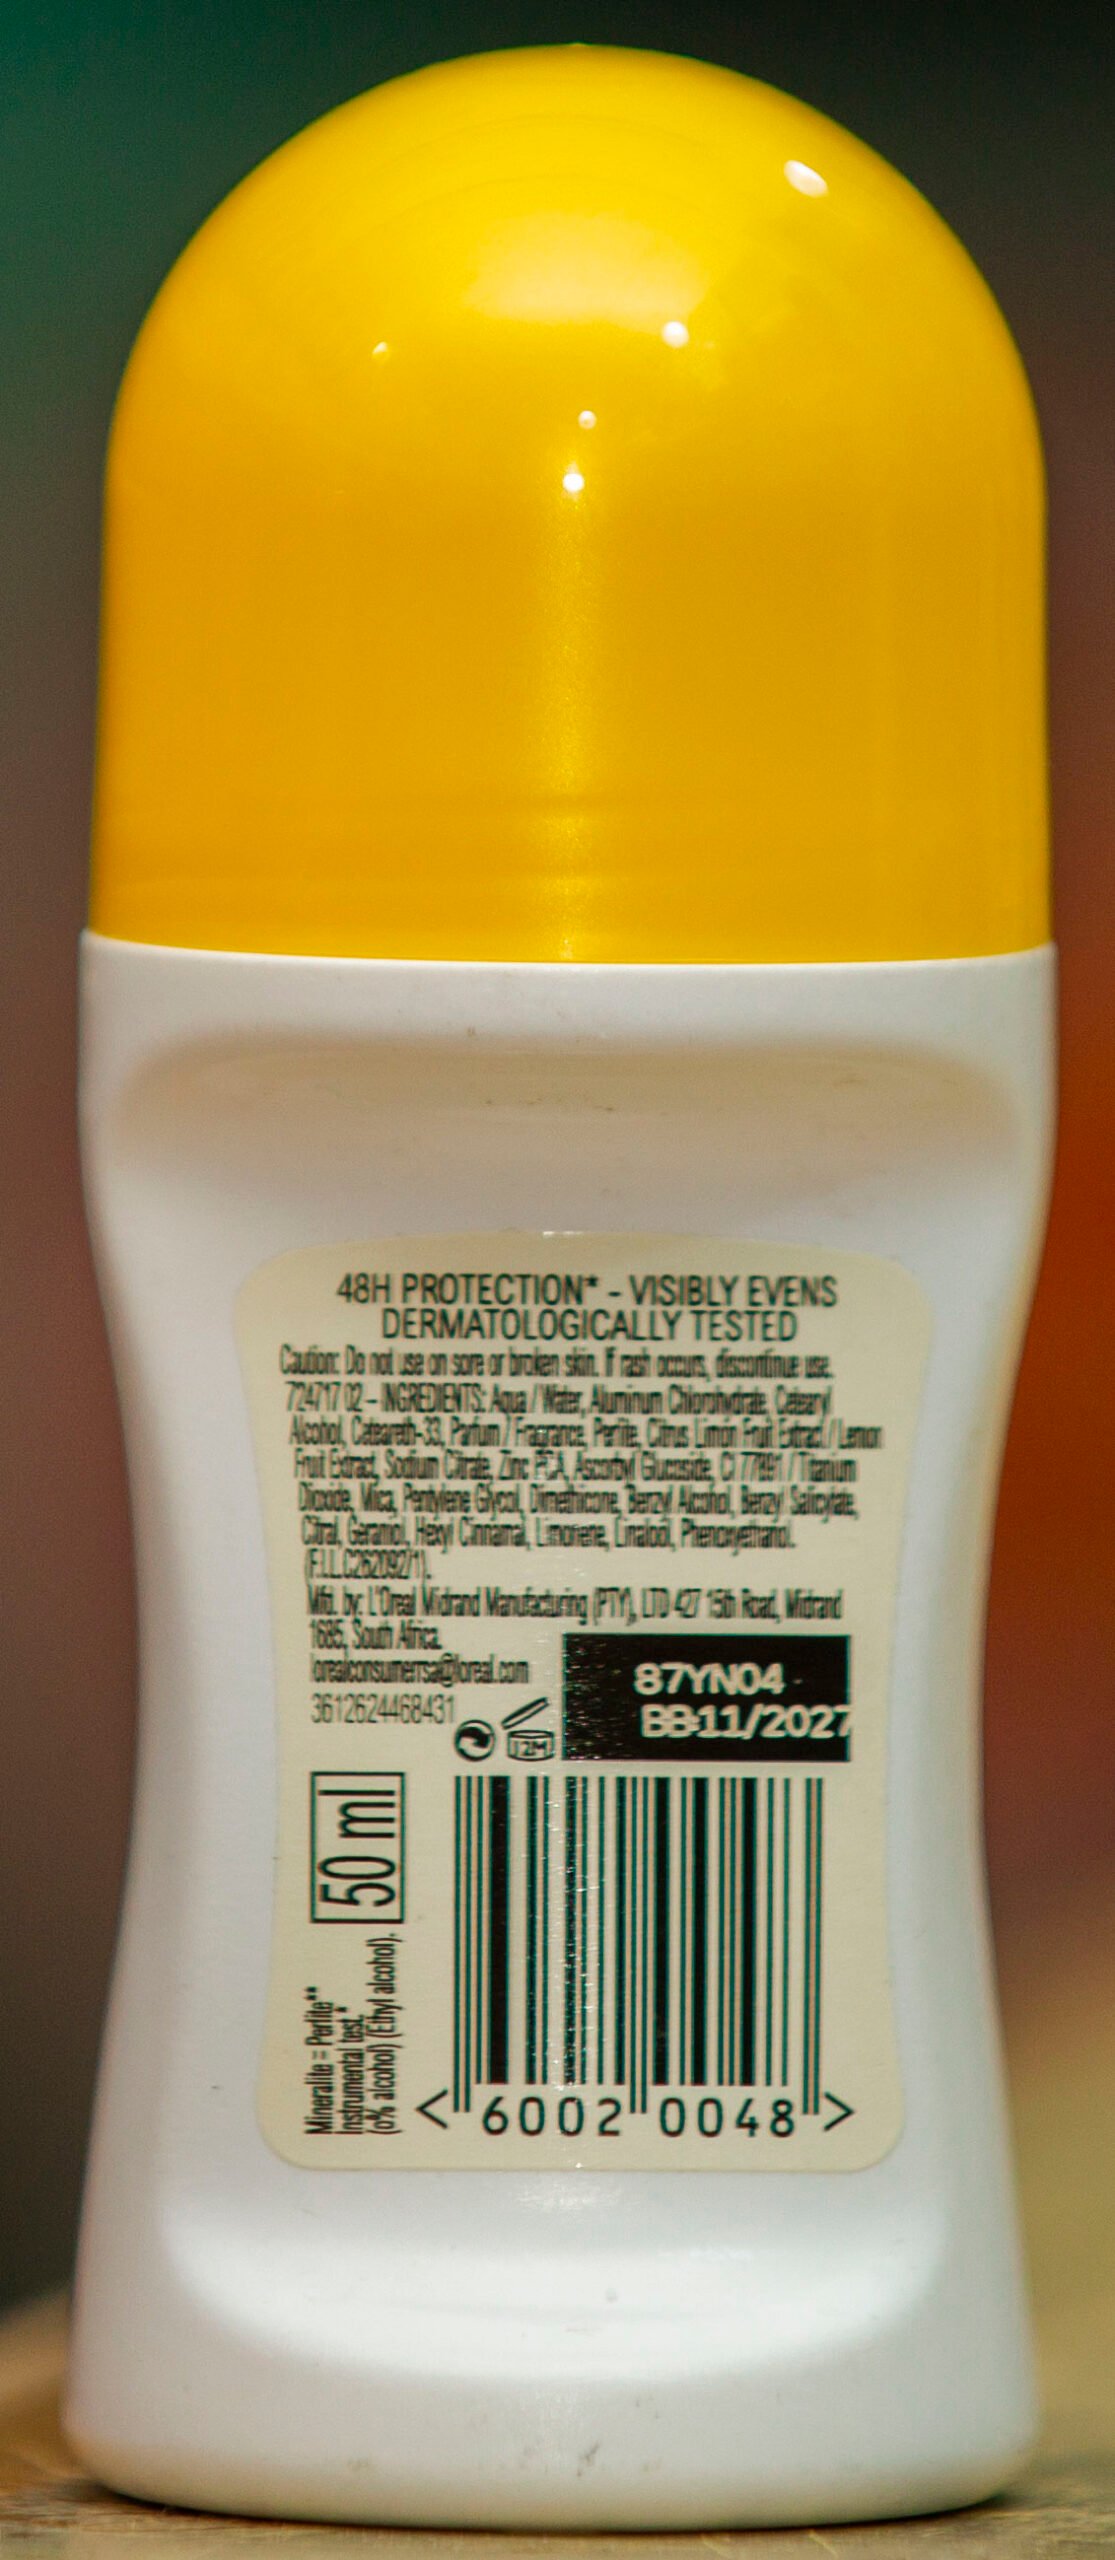 48H PROTECTION* - VISIBLY EVENS
DERMATOLOGICALLY TESTED
Caution: Do not use on sore or broken skin. If rash occurs, discontinue use.
724717 02 – INGREDIENTS: Aqua / Water, Aluminum Chlorohydrate, Cetearyl
Alcohol, Ceteareth-33, Parfum / Fragrance, Perlite, Citrus Limon Fruit Extract / Lemon
Fruit Extract, Sodium Citrate, Zinc PCA, Ascorbyl Glucoside, CI 77891 / Titanium
Dioxide, Mica, Pentylene Glycol, Dimethicone, Benzyl Alcohol, Benzyl Salicylate,
Citral, Geraniol, Hexyl Cinnamal, Limonene, Linalool, Phenoxyethanol.
(F.I.L.C262092/1).
Mfd. by: L'Oreal Midrand Manufacturing (PTY), LTD 427 15th Road, Midrand
1685, South Africa.
lorealconsumerrsa@loreal.com
3612624468431
12M
87YN04
BB11/2027
50 ml
Mineralite = Perlite**
Instrumental test.*
(0% alcohol) (Ethyl alcohol).
< 6002 0048 >